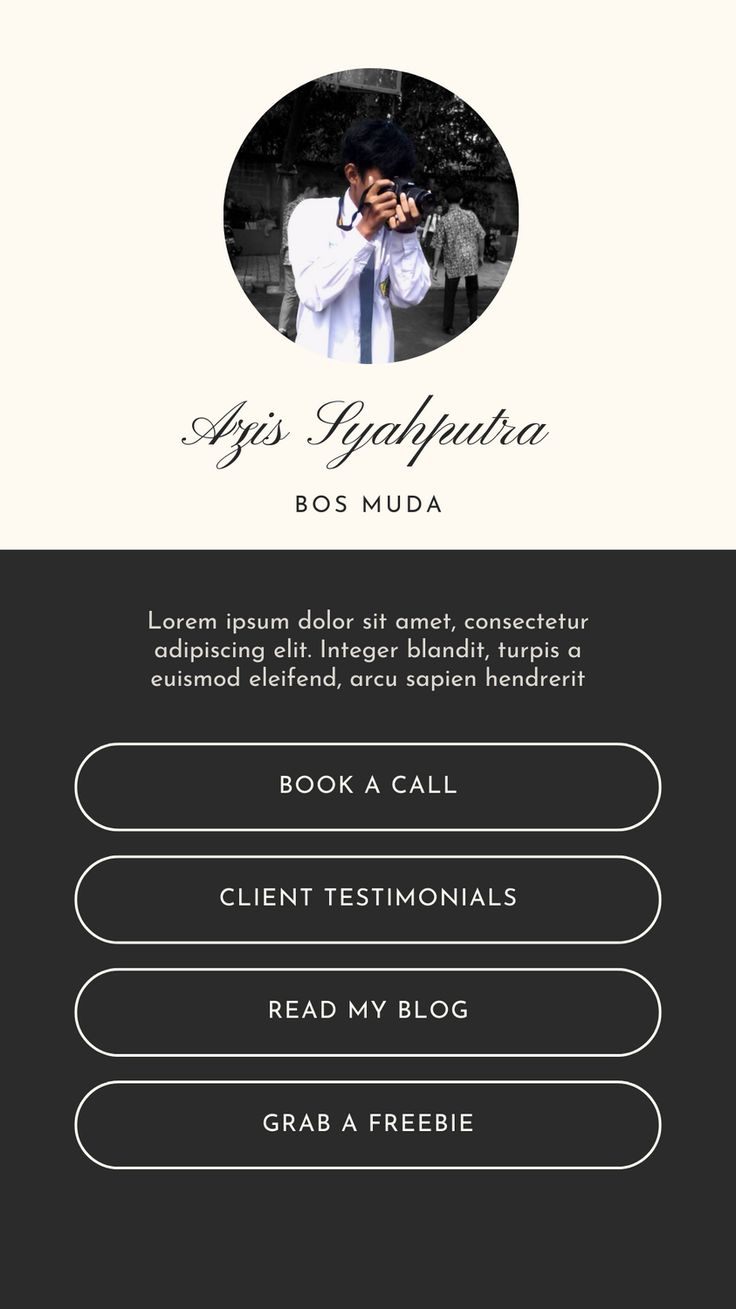 Azis Syahputra
BOS MUDA
Lorem ipsum dolor sit amet, consectetur
adipiscing elit. Integer blandit, turpis a
euismod eleifend, arcu sapien hendrerit
BOOK A CALL
CLIENT TESTIMONIALS
READ MY BLOG
GRAB A FREEBIE